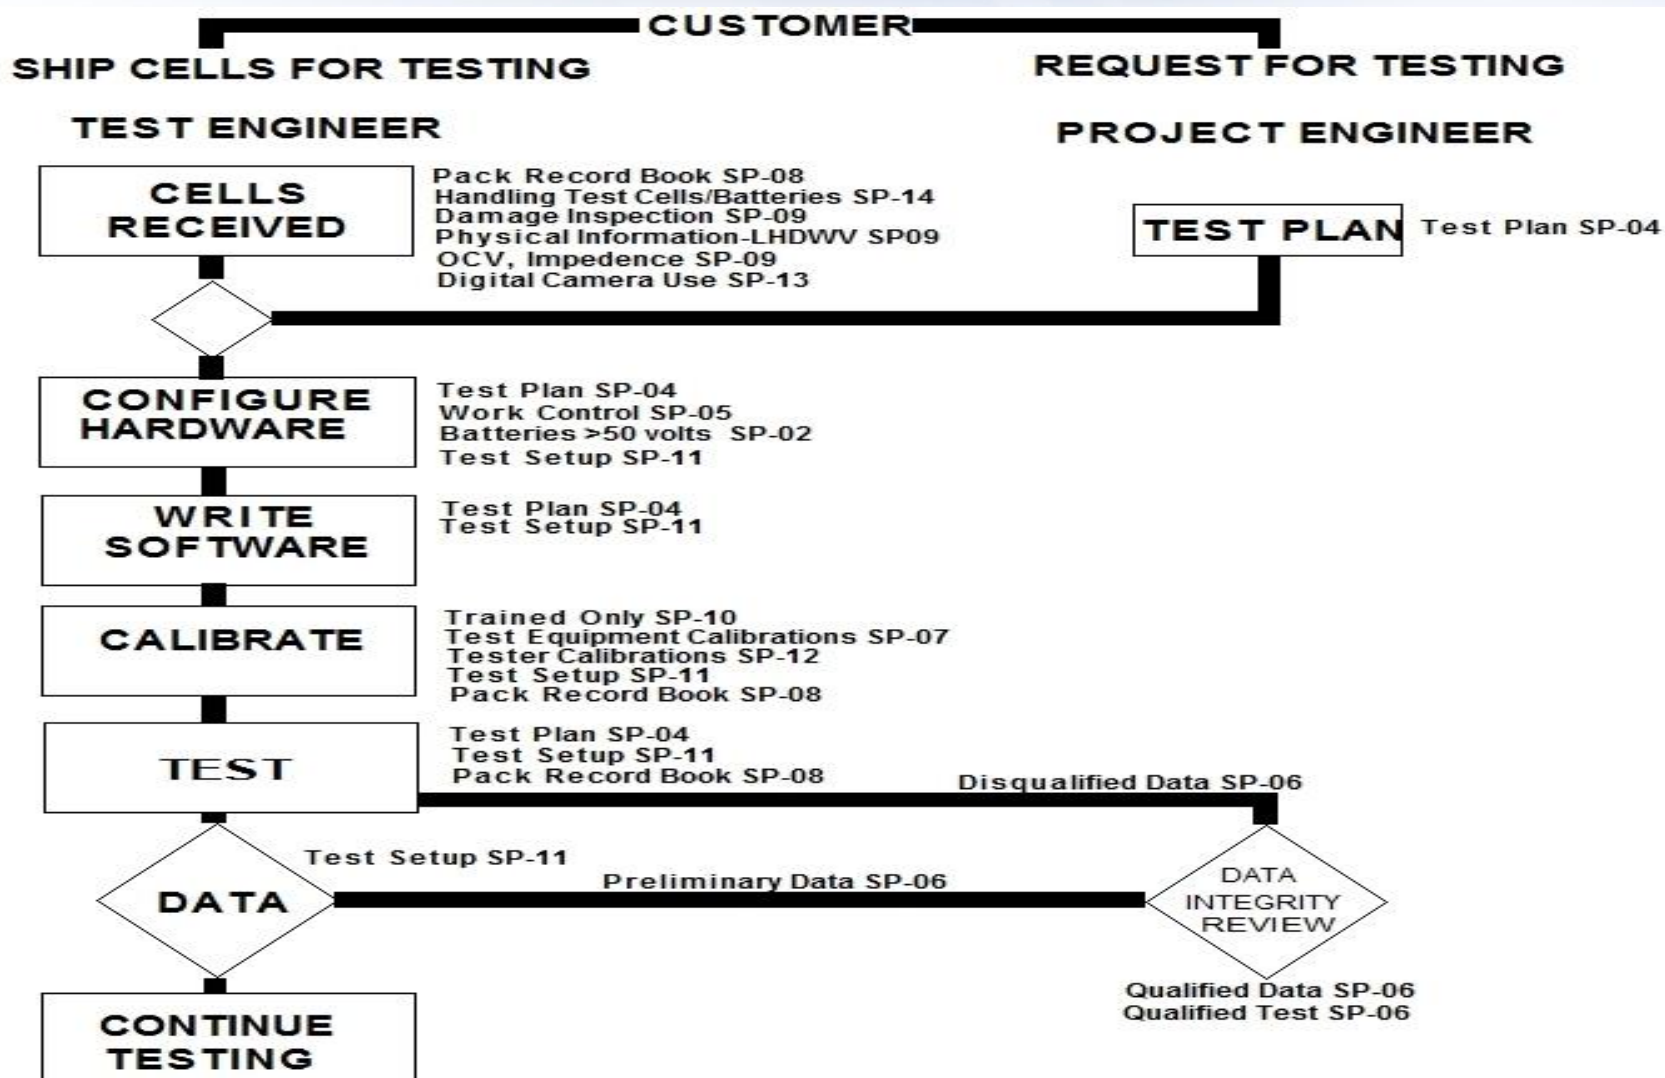 CUSTOMER
SHIP CELLS FOR TESTING
REQUEST FOR TESTING
TEST ENGINEER
PROJECT ENGINEER
CELLS
RECEIVED
Pack Record Book SP-08
Handling Test Cells/Batteries SP-14
Damage Inspection SP-09
Physical Information-LHDWV SP09
OCV, Impedence SP-09
Digital Camera Use SP-13
TEST PLAN
Test Plan SP-04
CONFIGURE
HARDWARE
Test Plan SP-04
Work Control SP-05
Batteries >50 volts SP-02
Test Setup SP-11
WRITE
SOFTWARE
Test Plan SP-04
Test Setup SP-11
CALIBRATE
Trained Only SP-10
Test Equipment Calibrations SP-07
Tester Calibrations SP-12
Test Setup SP-11
Pack Record Book SP-08
TEST
Test Plan SP-04
Test Setup SP-11
Pack Record Book SP-08
Disqualified Data SP-06
DATA
Test Setup SP-11
Preliminary Data SP-06
DATA
INTEGRITY
REVIEW
Qualified Data SP-06
Qualified Test SP-06
CONTINUE
TESTING